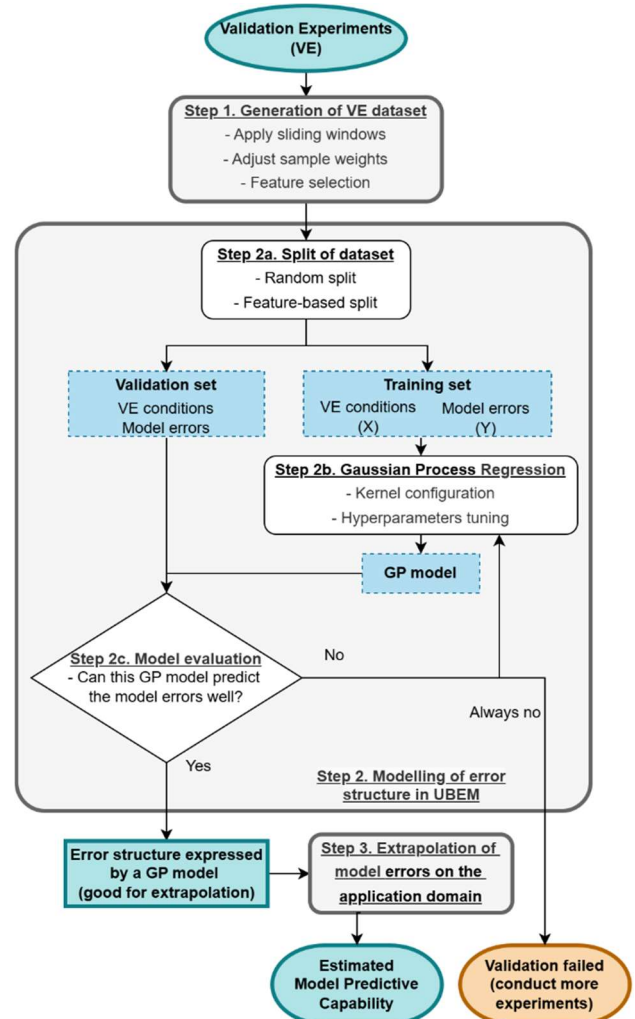 Validation Experiments
(VE)
Step 1. Generation of VE dataset
- Apply sliding windows
- Adjust sample weights
- Feature selection
Step 2a. Split of dataset
- Random split
- Feature-based split
Validation set
VE conditions
Model errors
Training set
VE conditions
(X)
Model errors
(Y)
Step 2b. Gaussian Process Regression
- Kernel configuration
- Hyperparameters tuning
GP model
Step 2c. Model evaluation
- Can this GP model predict
the model errors well?
No
Always no
Yes
Step 2. Modelling of error
structure in UBEM
Error structure expressed
by a GP model
(good for extrapolation)
Step 3. Extrapolation of
model errors on the
application domain
Estimated
Model Predictive
Capability
Validation failed
(conduct more
experiments)